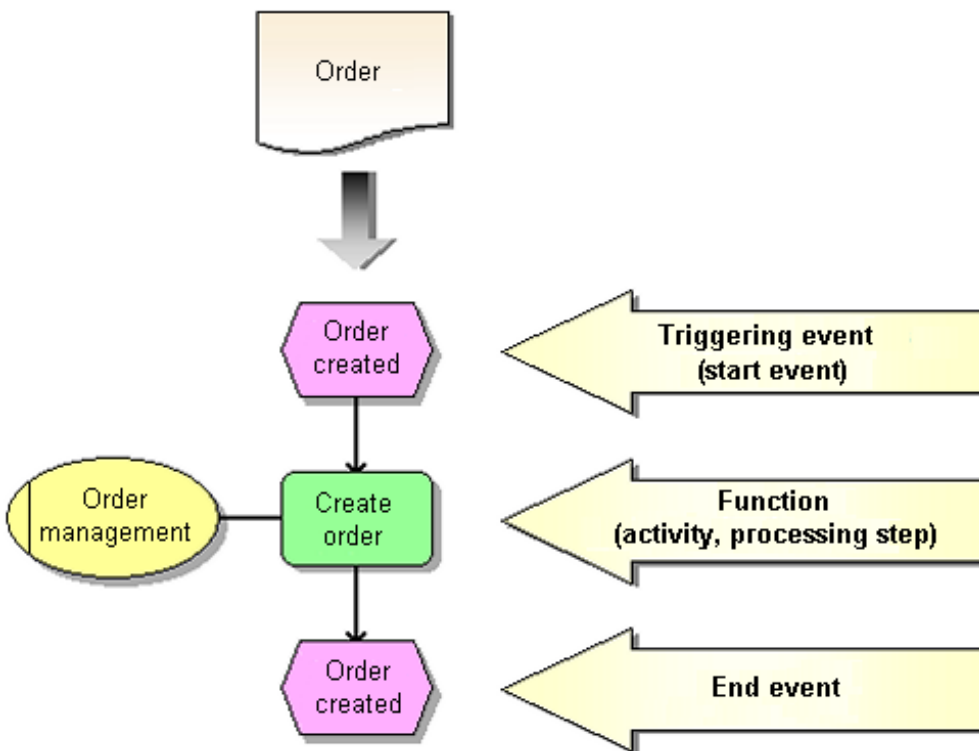 Order
Order
created
Triggering event
(start event)
Order
management
Create
order
Function
(activity, processing step)
Order
created
End event